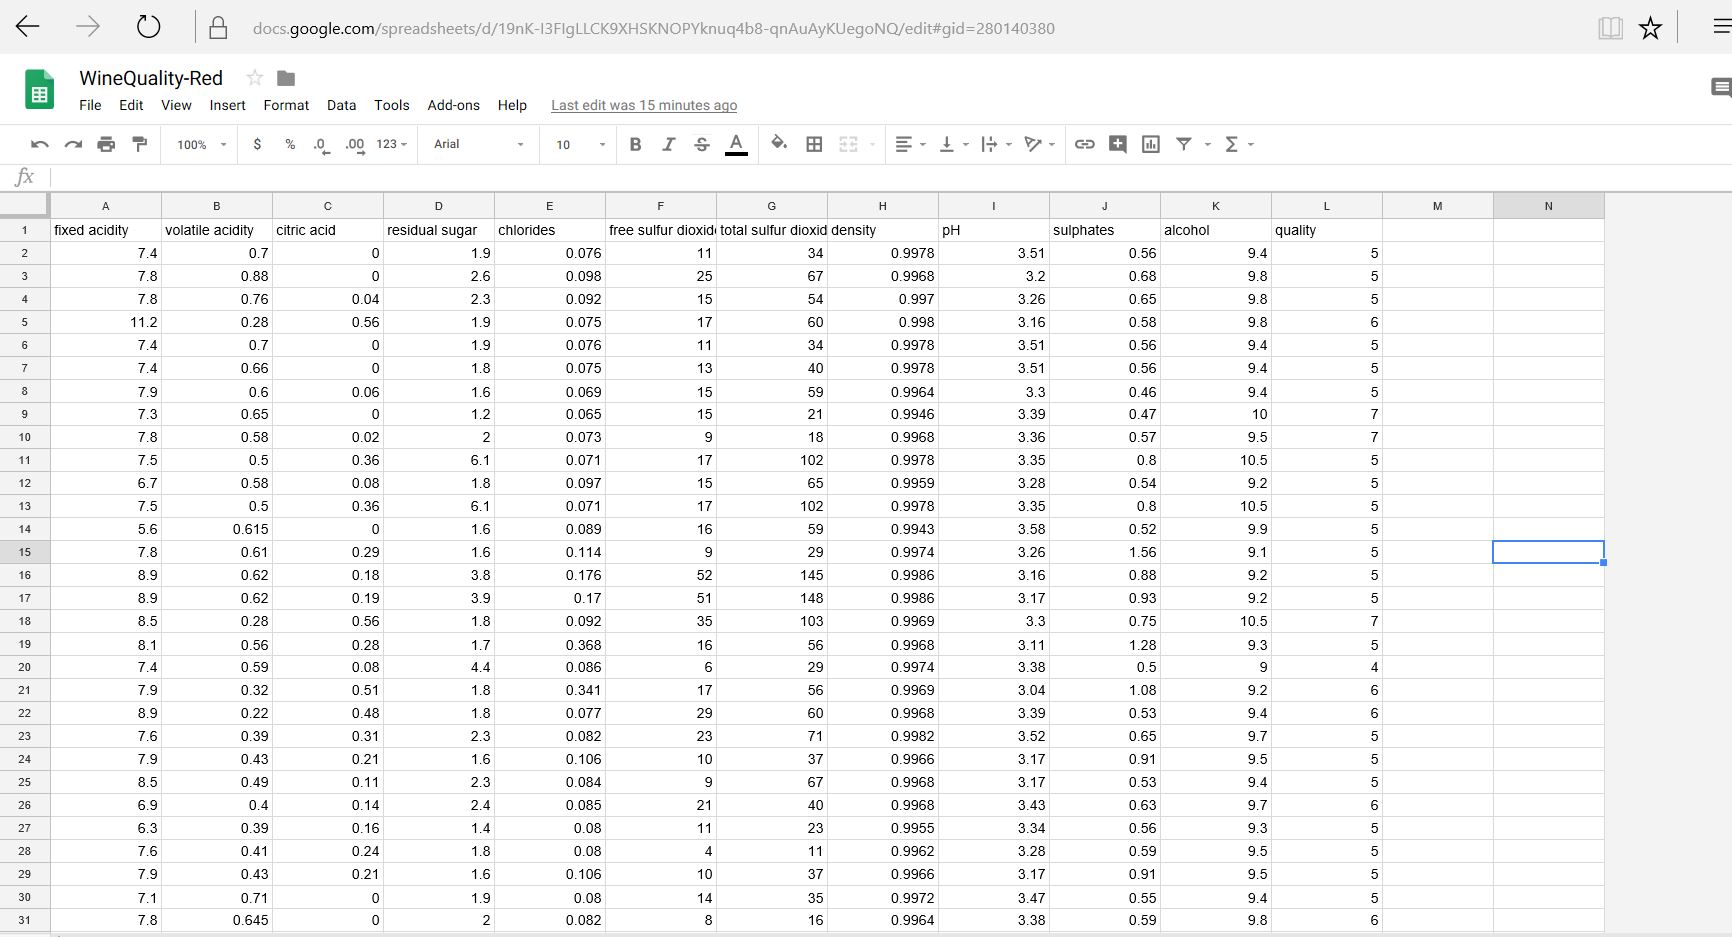 docs.google.com/spreadsheets/d/19nK-I3FIgLLCK9XHSKNOPYknuq4b8-qnAuAyKUegoNQ/edit#gid=280140380
WineQuality-Red
File Edit View Insert Format Data Tools Add-ons Help Last edit was 15 minutes ago
100% $ % .0 .00 123 Arial 10 B I S A Σ
fx
A B C D E F G H I J K L M N
1 fixed acidity volatile acidity citric acid residual sugar chlorides free sulfur dioxid total sulfur dioxid density pH sulphates alcohol quality
2 7.4 0.7 0 1.9 0.076 11 34 0.9978 3.51 0.56 9.4 5
3 7.8 0.88 0 2.6 0.098 25 67 0.9968 3.2 0.68 9.8 5
4 7.8 0.76 0.04 2.3 0.092 15 54 0.997 3.26 0.65 9.8 5
5 11.2 0.28 0.56 1.9 0.075 17 60 0.998 3.16 0.58 9.8 6
6 7.4 0.7 0 1.9 0.076 11 34 0.9978 3.51 0.56 9.4 5
7 7.4 0.66 0 1.8 0.075 13 40 0.9978 3.51 0.56 9.4 5
8 7.9 0.6 0.06 1.6 0.069 15 59 0.9964 3.3 0.46 9.4 5
9 7.3 0.65 0 1.2 0.065 15 21 0.9946 3.39 0.47 10 7
10 7.8 0.58 0.02 2 0.073 9 18 0.9968 3.36 0.57 9.5 7
11 7.5 0.5 0.36 6.1 0.071 17 102 0.9978 3.35 0.8 10.5 5
12 6.7 0.58 0.08 1.8 0.097 15 65 0.9959 3.28 0.54 9.2 5
13 7.5 0.5 0.36 6.1 0.071 17 102 0.9978 3.35 0.8 10.5 5
14 5.6 0.615 0 1.6 0.089 16 59 0.9943 3.58 0.52 9.9 5
15 7.8 0.61 0.29 1.6 0.114 9 29 0.9974 3.26 1.56 9.1 5
16 8.9 0.62 0.18 3.8 0.176 52 145 0.9986 3.16 0.88 9.2 5
17 8.9 0.62 0.19 3.9 0.17 51 148 0.9986 3.17 0.93 9.2 5
18 8.5 0.28 0.56 1.8 0.092 35 103 0.9969 3.3 0.75 10.5 7
19 8.1 0.56 0.28 1.7 0.368 16 56 0.9968 3.11 1.28 9.3 5
20 7.4 0.59 0.08 4.4 0.086 6 29 0.9974 3.38 0.5 9 4
21 7.9 0.32 0.51 1.8 0.341 17 56 0.9969 3.04 1.08 9.2 6
22 8.9 0.22 0.48 1.8 0.077 29 60 0.9968 3.39 0.53 9.4 6
23 7.6 0.39 0.31 2.3 0.082 23 71 0.9982 3.52 0.65 9.7 5
24 7.9 0.43 0.21 1.6 0.106 10 37 0.9966 3.17 0.91 9.5 5
25 8.5 0.49 0.11 2.3 0.084 9 67 0.9968 3.17 0.53 9.4 5
26 6.9 0.4 0.14 2.4 0.085 21 40 0.9968 3.43 0.63 9.7 6
27 6.3 0.39 0.16 1.4 0.08 11 23 0.9955 3.34 0.56 9.3 5
28 7.6 0.41 0.24 1.8 0.08 4 11 0.9962 3.28 0.59 9.5 5
29 7.9 0.43 0.21 1.6 0.106 10 37 0.9966 3.17 0.91 9.5 5
30 7.1 0.71 0 1.9 0.08 14 35 0.9972 3.47 0.55 9.4 5
31 7.8 0.645 0 2 0.082 8 16 0.9964 3.38 0.59 9.8 6